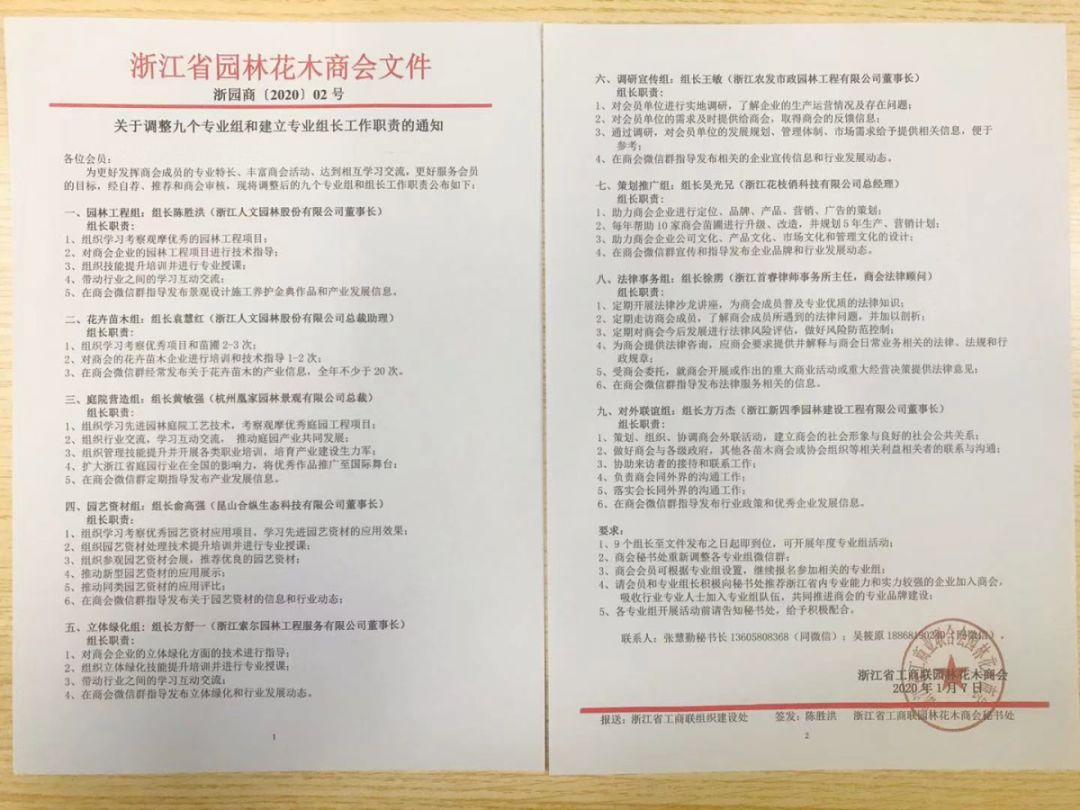 浙江省园林花木商会文件
浙园商〔2020〕02 号
关于调整九个专业组和建立专业组长工作职责的通知
各位会员：
为更好发挥商会成员的专业特长、丰富商会活动、达到相互学习交流，更好服务会员
的目标，经自荐、推荐和商会审核，现将调整后的九个专业组和组长工作职责公布如下：
一、园林工程组：组长陈胜洪（浙江人文园林股份有限公司董事长）
组长职责：
1、组织学习考察观摩优秀的园林工程项目；
2、对商会企业的园林工程项目进行技术指导；
3、组织技能提升培训并进行专业授课；
4、带动行业之间的学习互动交流；
5、在商会微信群指导发布景观设计施工养护企典作品和产业发展信息。
二、花卉苗木组：组长袁慧红（浙江人文园林股份有限公司总裁助理）
组长职责：
1、组织学习考察优秀项目和苗圃 2-3 次；
2、对商会的花卉苗木企业进行培训和技术指导 1-2 次；
3、在商会微信群经常发布关于花卉苗木的产业信息，全年不少于 20 次。
三、庭院营造组：组长黄敏强（杭州凰家园林景观有限公司总裁）
组长职责：
1、组织学习先进园林庭院工艺技术，考察观摩优秀庭园工程项目；
2、组织行业交流，学习互动交流， 推动庭园产业共同发展；
3、组织管理技能提升并开展各类职业培训，培育产业建设生力军；
4、扩大浙江省庭园行业在全国的影响力，将优秀作品推广至国际舞台；
5、在商会微信群定期指导发布产业发展信息。
四、园艺资材组：组长俞高强（昆山合纵生态科技有限公司董事长）
组长职责：
1、组织学习考察优秀园艺资材应用项目，学习先进园艺资材的应用效果；
2、组织园艺资材处理技术提升培训并进行专业授课；
3、组织参观园艺资材会展，推荐优良的园艺资材；
4、推动新型园艺资材的应用展示；
5、推动同类园艺资材的应用评比；
6、在商会微信群指导发布关于园艺资材的信息和行业动态；
五、立体绿化组：组长方舒一（浙江索尔园林工程服务有限公司董事长）
组长职责：
1、对商会企业的立体绿化方面的技术进行指导；
2、组织立体绿化技能提升培训并进行专业授课；
3、带动行业之间的学习互动交流；
4、在商会微信群指导发布立体绿化和行业发展动态。
1
六、调研宣传组：组长王敏（浙江农发市政园林工程有限公司董事长）
组长职责：
1、对会员单位进行实地调研，了解企业的生产运营情况及存在问题；
2、对会员单位的需求及时提供给商会，取得商会的反馈信息；
3、通过调研，对会员单位的发展规划、管理体制、市场需求给予提供相关信息，便于
参考；
4、在商会微信群指导发布相关的企业宣传信息和行业发展动态。
七、策划推广组：组长吴光兄（浙江花枝俏科技有限公司总经理）
组长职责：
1、助力商会企业进行定位、品牌、产品、营销、广告的策划；
2、每年帮助 10 家商会苗圃进行升级、改造，并规划 5 年生产、营销计划；
3、助力商会企业公司文化、产品文化、市场文化和管理文化的设计；
4、在商会微信群宣传和指导发布企业品牌和行业发展动态。
八、法律事务组：组长徐雳（浙江首睿律师事务所主任，商会法律顾问）
组长职责：
1、定期开展法律沙龙讲座，为商会成员普及专业优质的法律知识；
2、定期走访商会成员，了解商会成员所遇到的法律问题，并加以剖析；
3、定期对商会今后发展进行法律风险评估，做好风险防范控制；
4、为商会提供法律咨询，应商会要求提供并解释与商会日常业务相关的法律、法规和行
政规章；
5、受商会委托，就商会开展或作出的重大商业活动或重大经营决策提供法律意见；
6、在商会微信群指导发布法律服务相关的信息。
九、对外联谊组：组长方万杰（浙江新四季园林建设工程有限公司董事长）
组长职责：
1、策划、组织、协调商会外联活动，建立商会的社会形象与良好的社会公共关系；
2、做好商会与各级政府，其他各苗木商会或协会组织等相关利益相关者的联系与沟通；
3、协助来访者的接待和联系工作；
4、负责商会同外界的沟通工作；
5、落实会长同外界的沟通工作；
6、在商会微信群指导发布行业政策和优秀企业发展信息。
要求：
1、9 个组长至文件发布之日起即到位，可开展年度专业组活动；
2、商会秘书处重新调整各专业组微信群；
3、商会会员可根据专业组设置，继续报名参加相关的专业组；
4、请会员和专业组长积极向秘书处推荐浙江省内专业能力和实力较强的企业加入商会，
吸收行业专业人士加入专业组队伍，共同推进商会的专业品牌建设；
5、各专业组开展活动前请告知秘书处，给予积极配合。
联系人：张慧勤秘书长 13605808368（同微信）；吴筱原 18868190240（同微信）。
浙江省工商联园林花木商会
2020 年 1 月 7 日
报送：浙江省工商联组织建设处 签发：陈胜洪 浙江省工商联园林花木商会秘书处
2